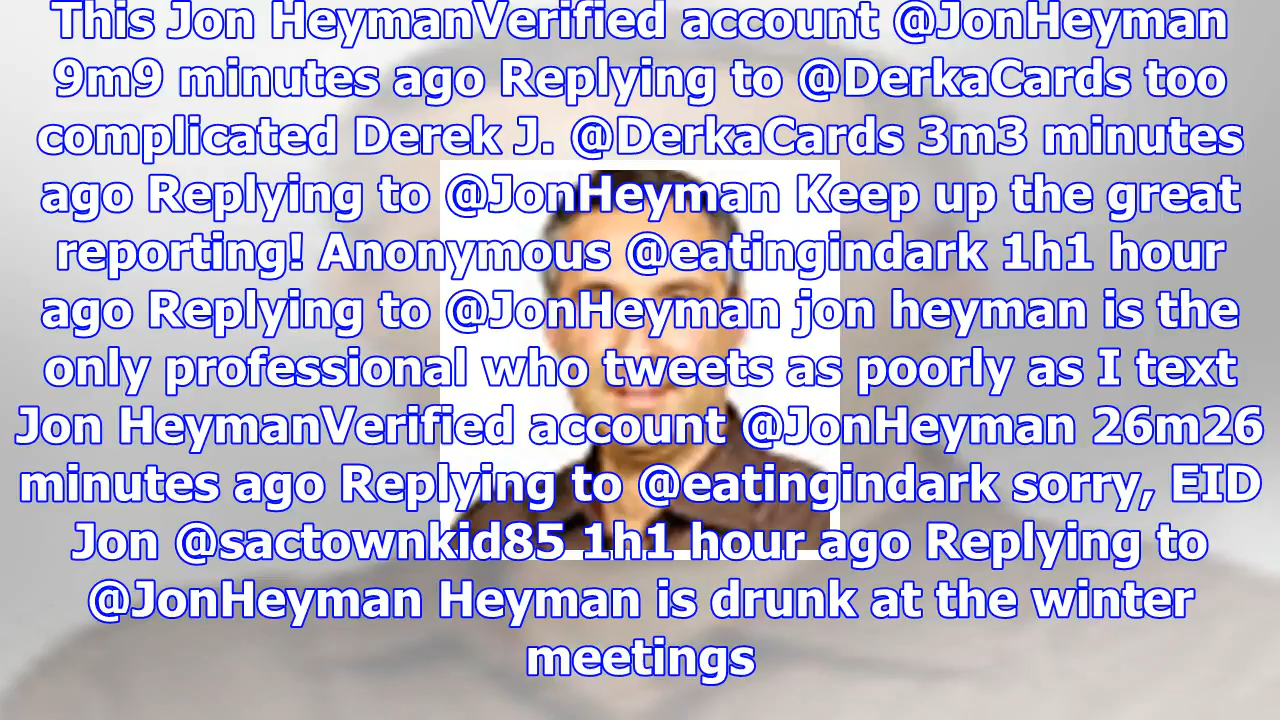 This Jon HeymanVerified account @JonHeyman
9m9 minutes ago Replying to @DerkaCards too
complicated Derek J. @DerkaCards 3m3 minutes
ago Replying to @JonHeyman Keep up the great
reporting! Anonymous @eatingindark 1h1 hour
ago Replying to @JonHeyman jon heyman is the
only professional who tweets as poorly as I text
Jon HeymanVerified account @JonHeyman 26m26
minutes ago Replying to @eatingindark sorry, EID
Jon @sactownkid85 1h1 hour ago Replying to
@JonHeyman Heyman is drunk at the winter
meetings